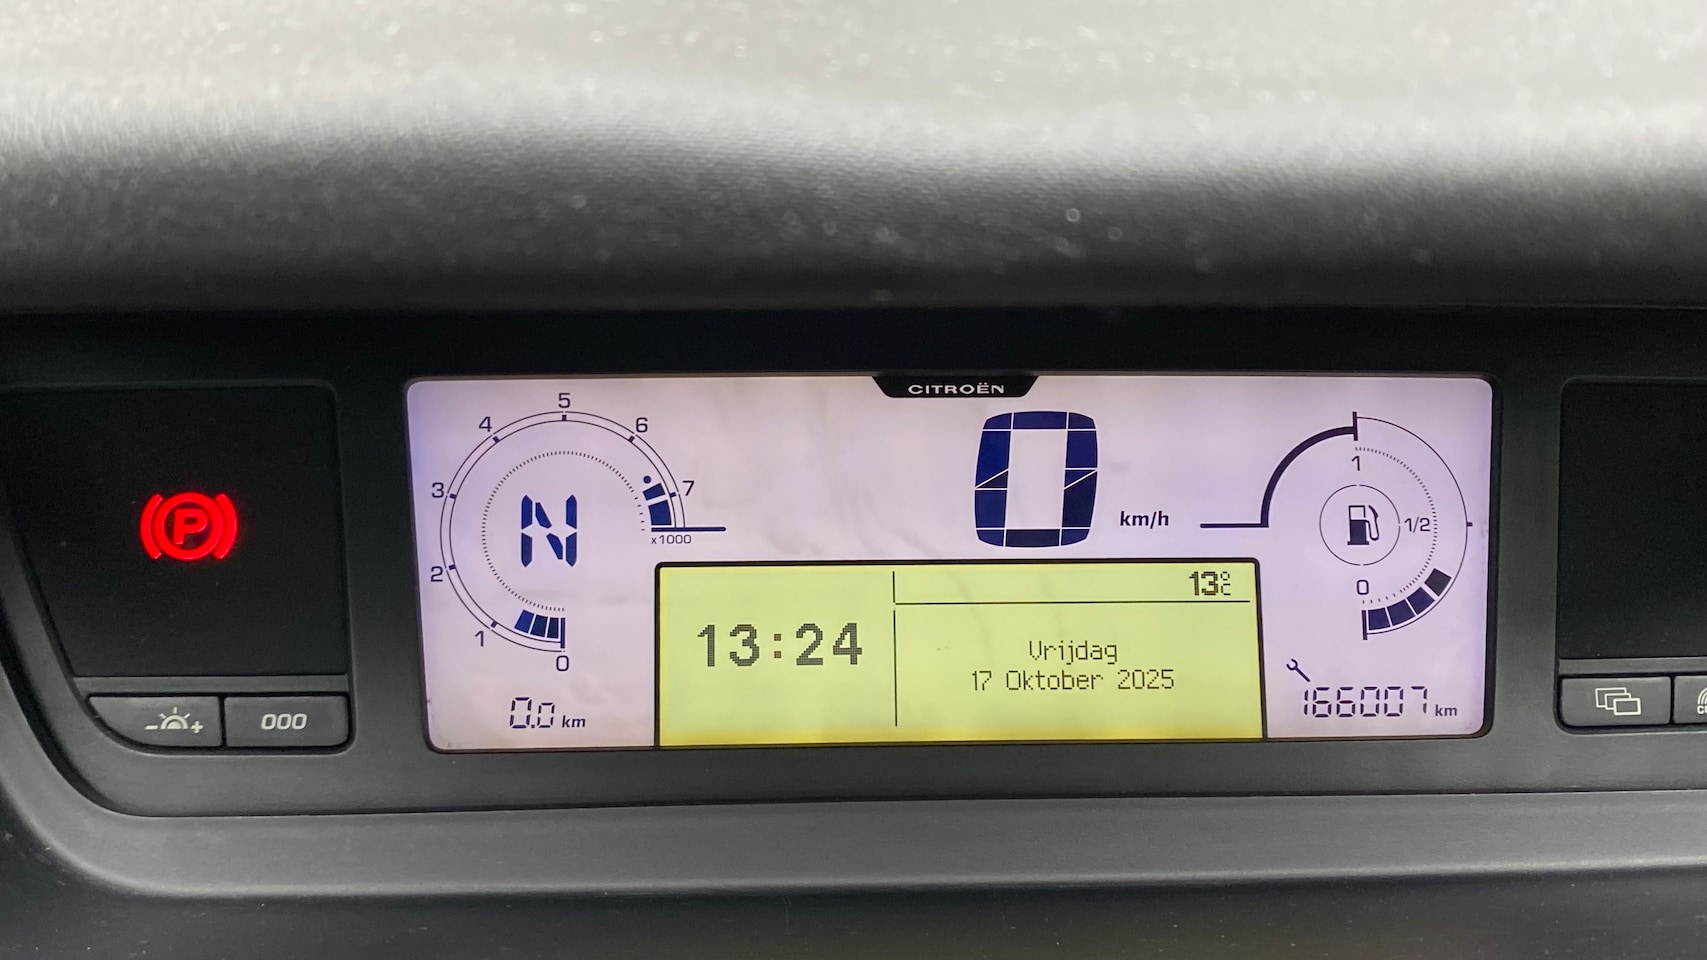 CITROËN
5
4
6
3
7
2
1
0
x1000
N
0 km/h
1
1/2
0
13°C
13:24
Vrijdag
17 Oktober 2025
0.0 km
166007 km
P
- +
000